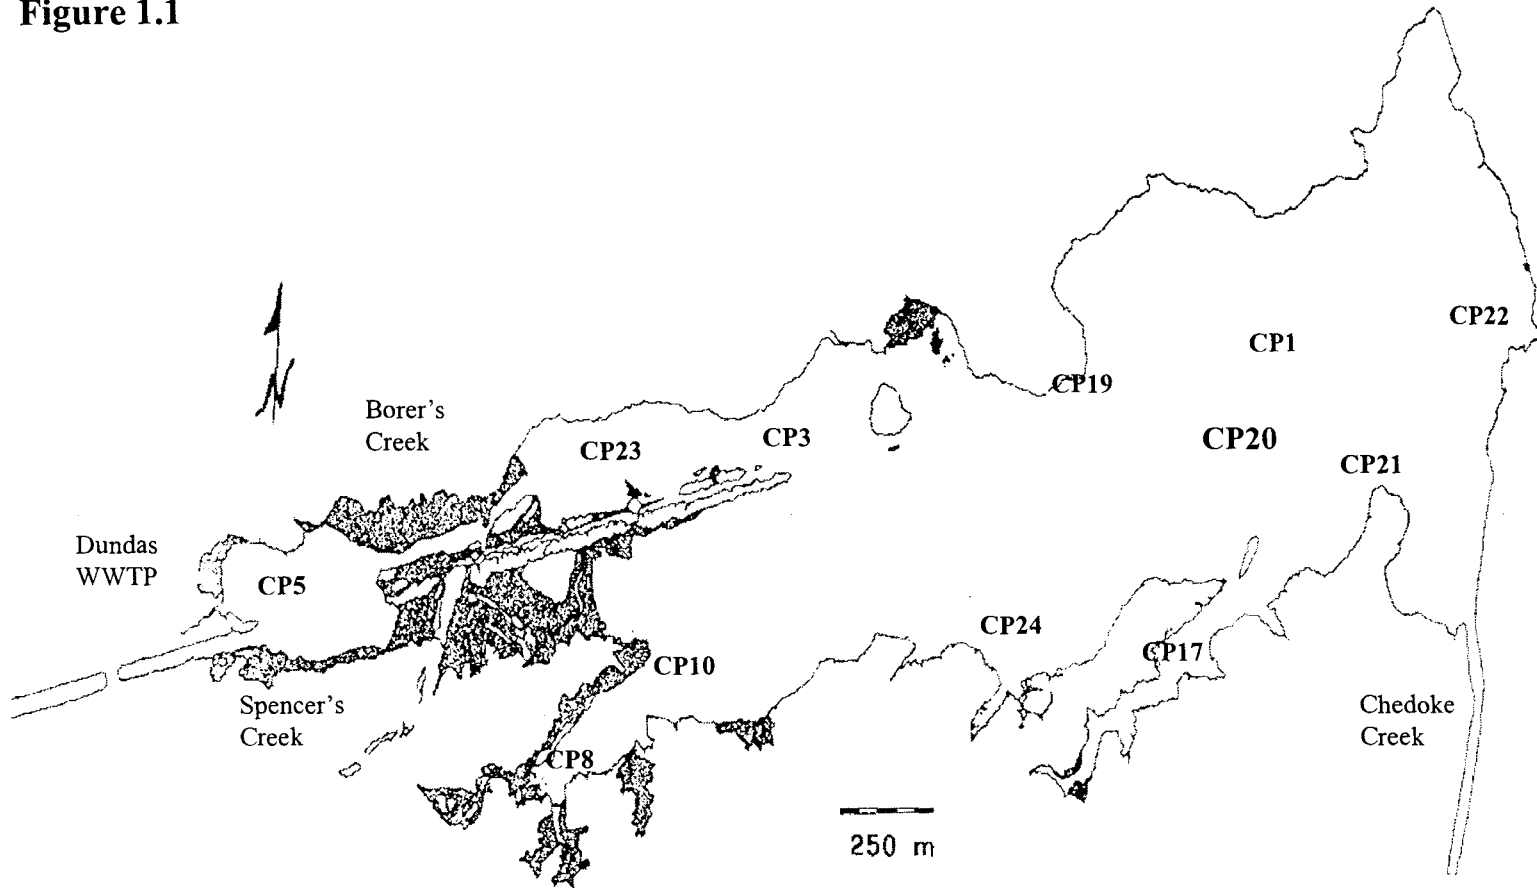 Figure 1.1
CP22
CP1
CP19
Borer's
Creek
CP23
CP3
CP20
CP21
Dundas
WWTP
CP5
CP24
CP17
CP10
Spencer's
Creek
Chedoke
Creek
CP8
250 m
N